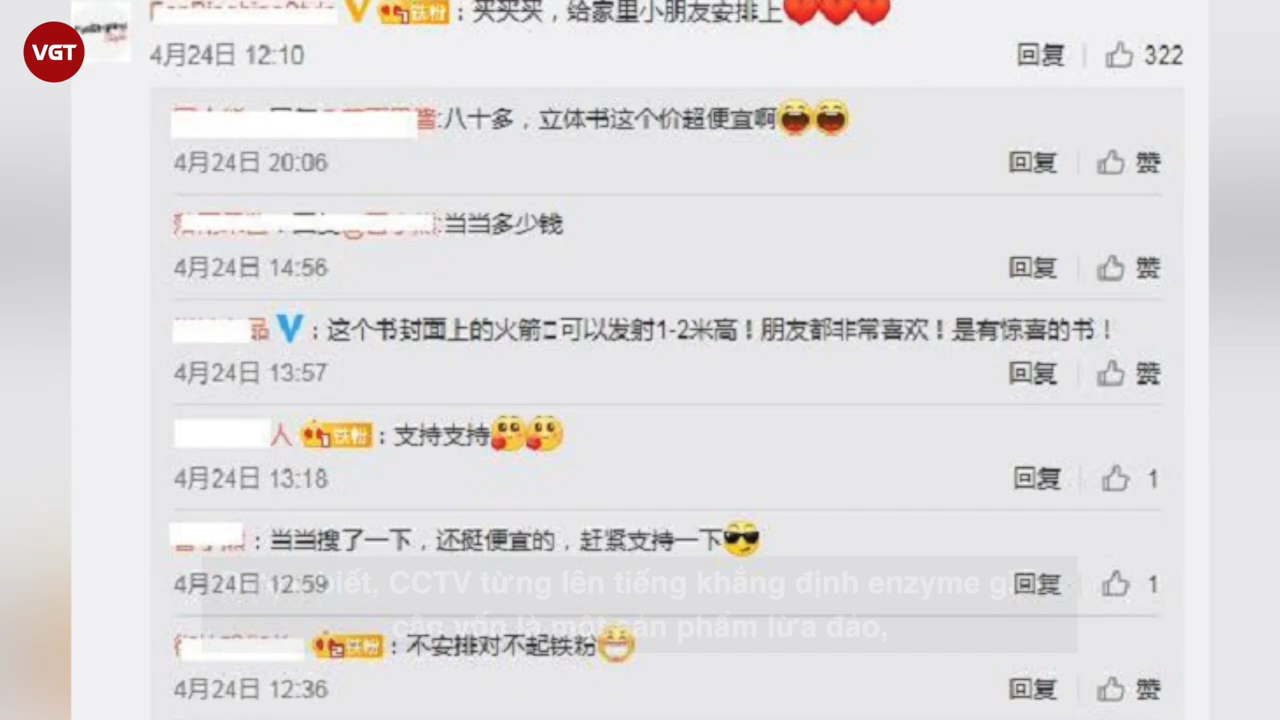 VGT
铁粉：买买买，给家里小朋友安排上
4月24日 12:10 回复 322
:八十多，立体书这个价超便宜啊
4月24日 20:06 回复 赞
:当当多少钱
4月24日 14:56 回复 赞
品 V：这个书封面上的火箭可以发射1-2米高！朋友都非常喜欢！是有惊喜的书！
4月24日 13:57 回复 赞
人 铁粉：支持支持
4月24日 13:18 回复 1
：当当搜了一下，还挺便宜的，赶紧支持一下
4月24日 12:59 回复 1
CCTV từng lên tiếng khẳng định enzyme
là một sản phẩm lừa đảo,
铁粉：不安排对不起铁粉
4月24日 12:36 回复 赞